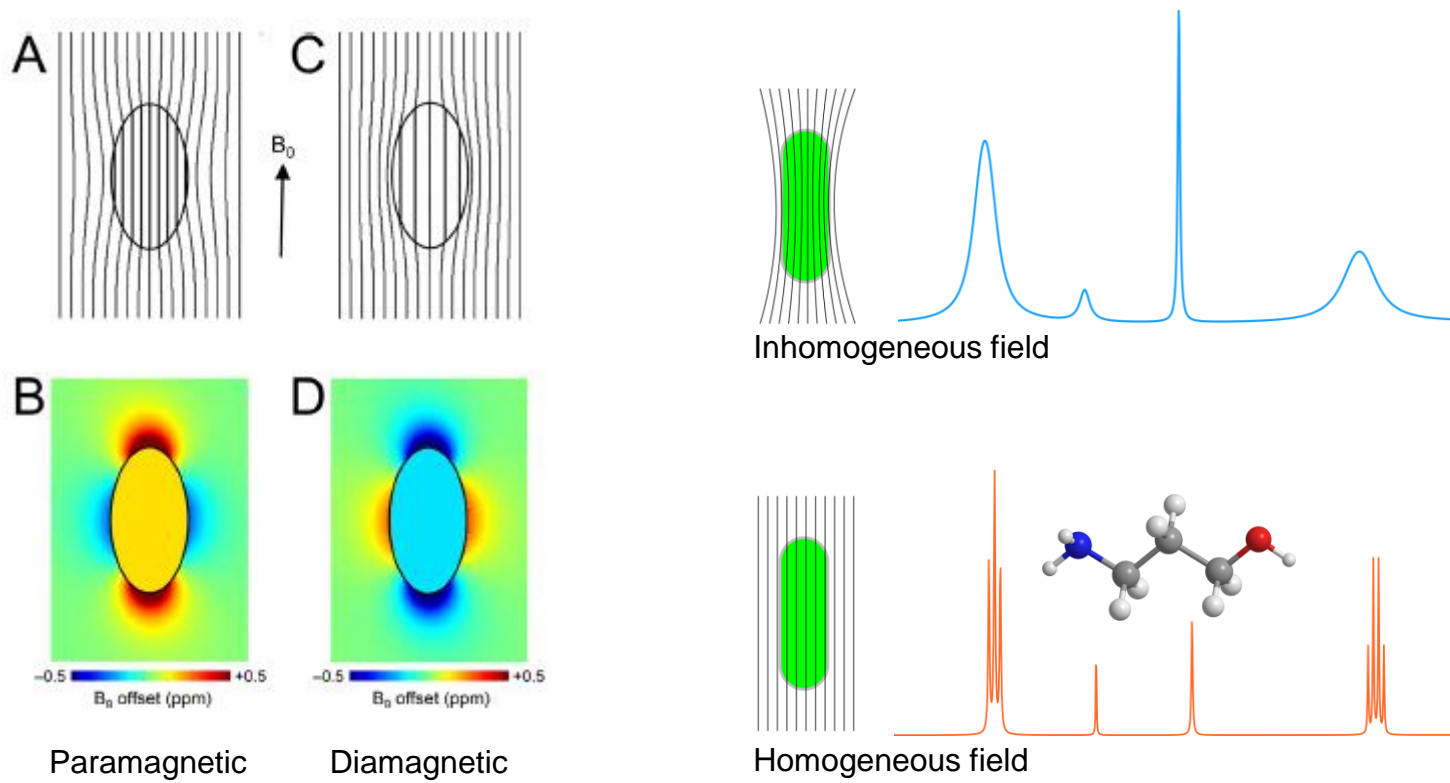 A
C
B₀
Inhomogeneous field
B
D
–0.5
+0.5
–0.5
+0.5
B₀ offset (ppm)
B₀ offset (ppm)
Paramagnetic
Diamagnetic
Homogeneous field